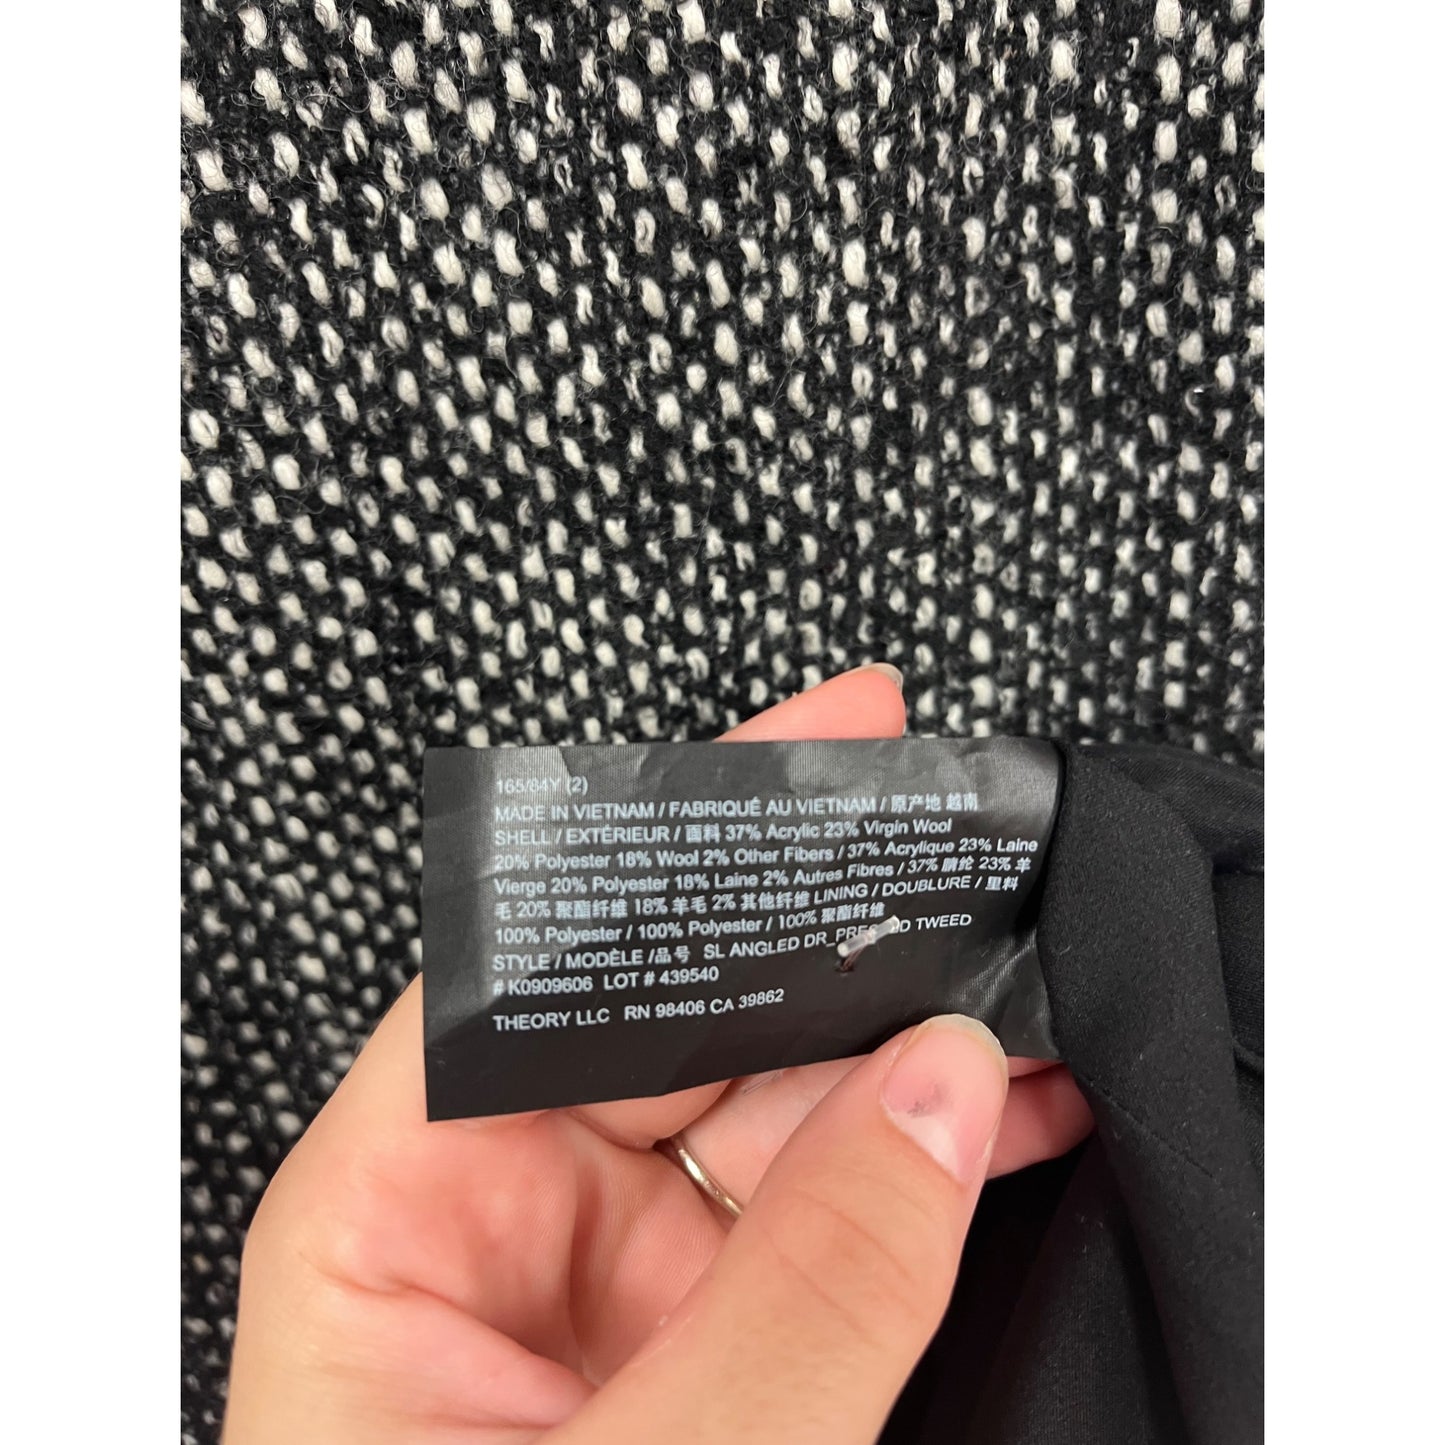 165/84Y (2)
MADE IN VIETNAM / FABRIQUÉ AU VIETNAM / 原产地 越南
SHELL / EXTÉRIEUR / 面料 37% Acrylic 23% Virgin Wool
20% Polyester 18% Wool 2% Other Fibers / 37% Acrylique 23% Laine
Vierge 20% Polyester 18% Laine 2% Autres Fibres / 37% 腈纶 23% 羊
毛 20% 聚酯纤维 18% 羊毛 2% 其他纤维 LINING / DOUBLURE / 里料
100% Polyester / 100% Polyester / 100% 聚酯纤维
STYLE / MODÈLE /品号 SL ANGLED TWEED
# K0909606 LOT # 439540
THEORY LLC RN 98406 CA 39862